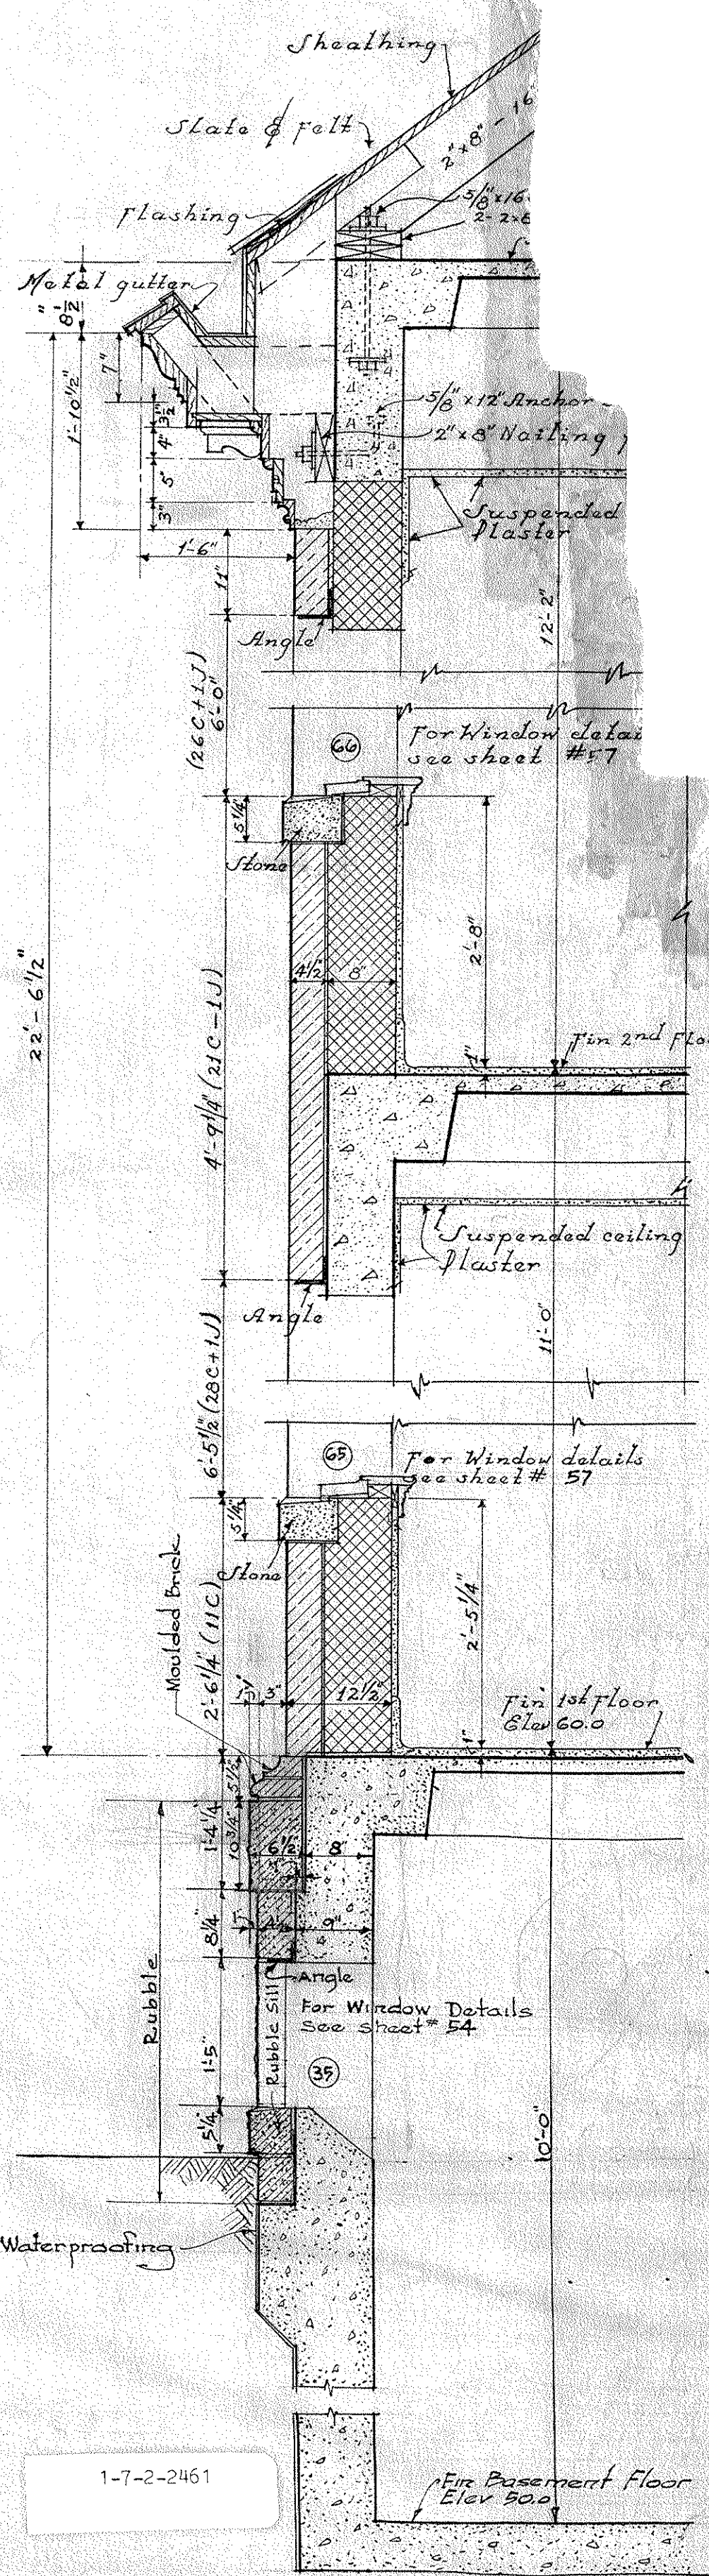 Sheathing
Slate & felt
2"x8"-16
5/8"x16
2-2x8
Flashing
Metal gutter
8 1/2"
7"
1'-10 1/2"
3 1/2"
4"
5"
3"
5/8"x12" Anchor
2"x8" Nailing
Suspended
Plaster
1'-6"
11"
Angle
12'-2"
(26C+1J)
6'-0"
66
For Window detai
see sheet #57
5 1/4"
Stone
2'-8"
4 1/2" 8"
22'-6 1/2"
4'-9 1/4" (21C-1J)
1"
Fin 2nd Flo
Suspended ceiling
Plaster
Angle
11'-0"
6'-5 1/2" (28C+1J)
65
For Window details
see sheet # 57
5 1/4"
Stone
Moulded Brick
2'-6 1/4" (11C)
2'-5 1/4"
3" 12 1/2"
Fin 1st Floor
Elev 60.0
1"
5 1/2"
1'-4 1/4"
10 3/4"
6 1/2" 8"
8 1/4"
1" 4 1/2" 9"
Rubble
Angle
Rubble Sill
For Window Details
See sheet # 54
1'-5"
35
5 1/4"
10'-0"
Waterproofing
1-7-2-2461
Fin Basement Floor
Elev 50.0